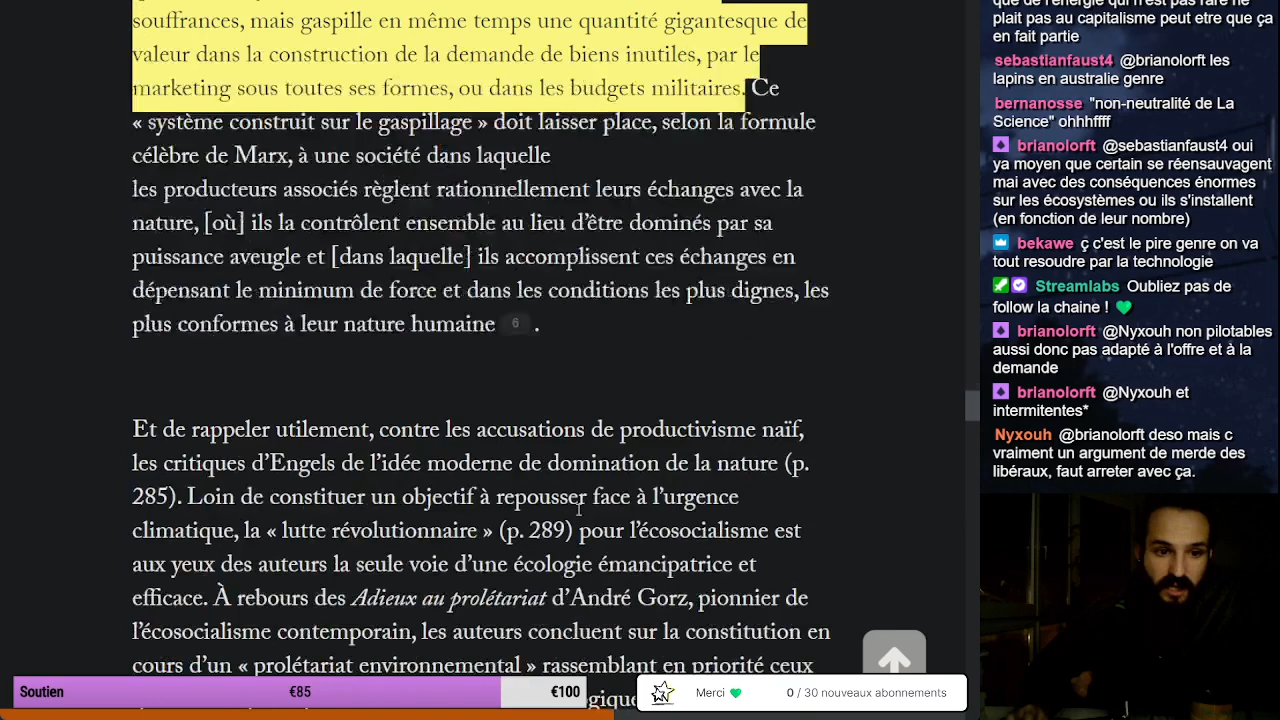 souffrances, mais gaspille en même temps une quantité gigantesque de
valeur dans la construction de la demande de biens inutiles, par le
marketing sous toutes ses formes, ou dans les budgets militaires. Ce
« système construit sur le gaspillage » doit laisser place, selon la formule
célèbre de Marx, à une société dans laquelle
les producteurs associés règlent rationnellement leurs échanges avec la
nature, [où] ils la contrôlent ensemble au lieu d’être dominés par sa
puissance aveugle et [dans laquelle] ils accomplissent ces échanges en
dépensant le minimum de force et dans les conditions les plus dignes, les
plus conformes à leur nature humaine 6 .
Et de rappeler utilement, contre les accusations de productivisme naïf,
les critiques d’Engels de l’idée moderne de domination de la nature (p.
285). Loin de constituer un objectif à repousser face à l’urgence
climatique, la « lutte révolutionnaire » (p. 289) pour l’écosocialisme est
aux yeux des auteurs la seule voie d’une écologie émancipatrice et
efficace. À rebours des Adieux au prolétariat d’André Gorz, pionnier de
l’écosocialisme contemporain, les auteurs concluent sur la constitution en
cours d’un « prolétariat environnemental » rassemblant en priorité ceux
Soutien €85 €100
Merci 0 / 30 nouveaux abonnements
que de l'énergie qui n'est pas rare ne
plait pas au capitalisme peut etre que ça
en fait partie
sebastianfaust4 @brianolorft les
lapins en australie genre
bernanosse "non-neutralité de La
Science" ohhhffff
brianolorft @sebastianfaust4 oui
ya moyen que certain se réensauvagent
mai avec des conséquences énormes
sur les écosystèmes ou ils s'installent
(en fonction de leur nombre)
bekawe ç c'est le pire genre on va
tout resoudre par la technologie
Streamlabs Oubliez pas de
follow la chaine !
brianolorft @Nyxouh non pilotables
aussi donc pas adapté à l'offre et à la
demande
brianolorft @Nyxouh et
intermitentes*
Nyxouh @brianolorft deso mais c
vraiment un argument de merde des
libéraux, faut arreter avec ça.